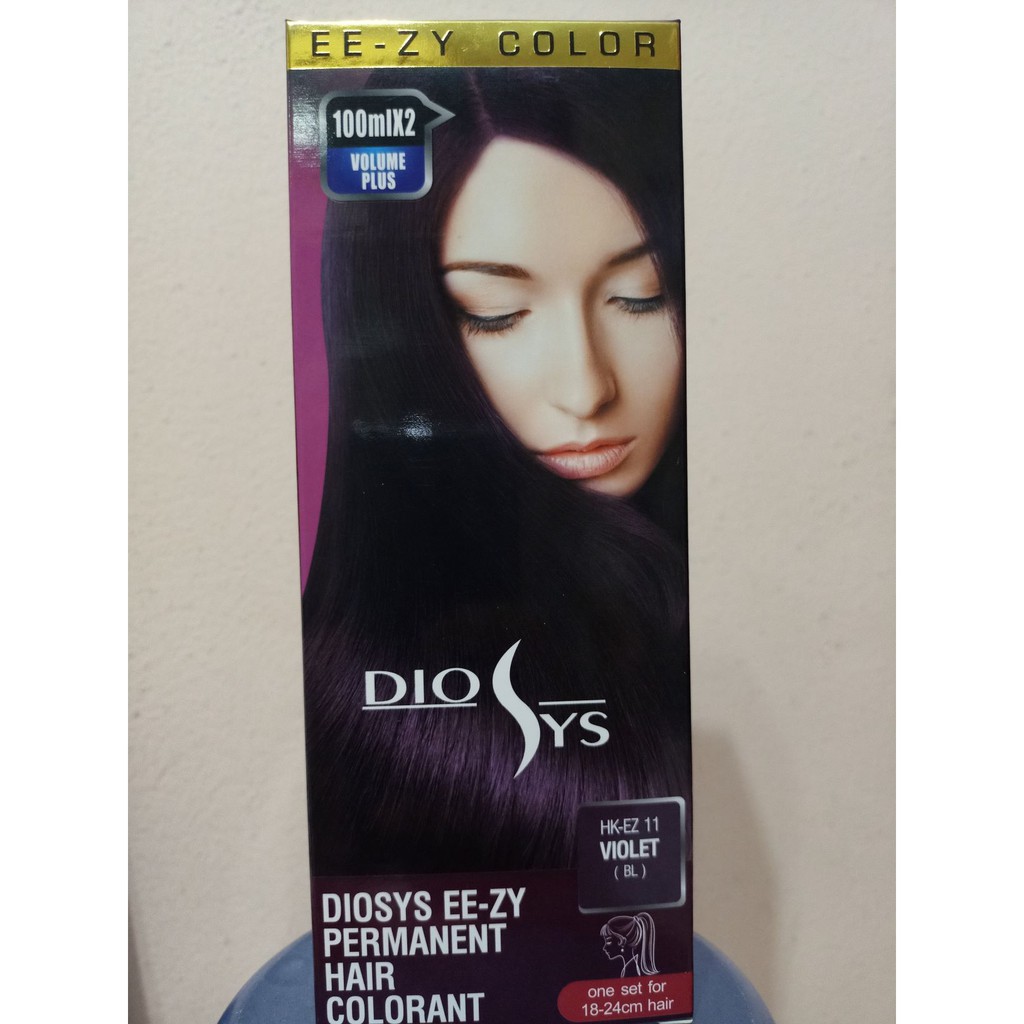 EE-ZY COLOR
100mlX2
VOLUME
PLUS
DIOSYS
HK-EZ 11
VIOLET
( BL )
DIOSYS EE-ZY
PERMANENT
HAIR
COLORANT
one set for
18-24cm hair